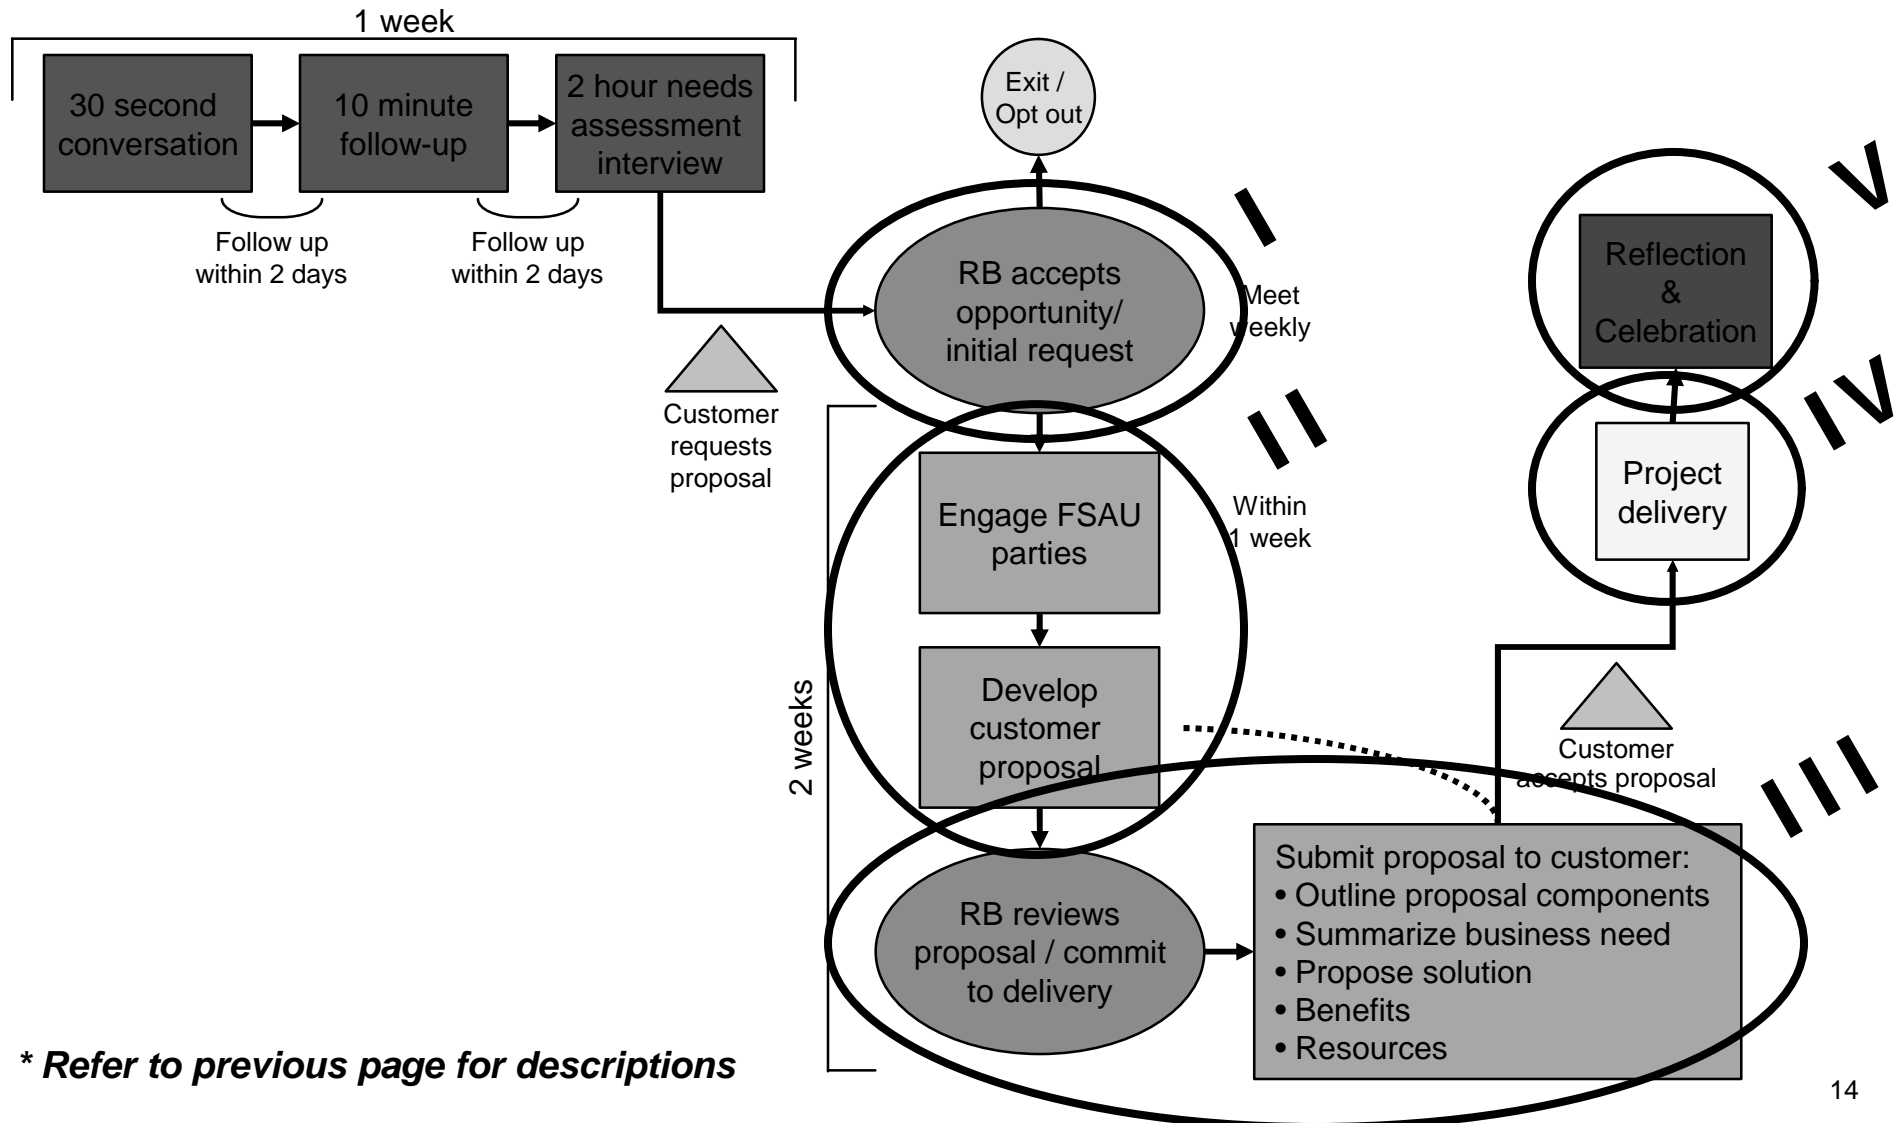 1 week
30 second
conversation
10 minute
follow-up
2 hour needs
assessment
interview
Follow up
within 2 days
Follow up
within 2 days
Customer
requests
proposal
Exit /
Opt out
RB accepts
opportunity/
initial request
I
Meet
weekly
II
Within
1 week
2 weeks
Engage FSAU
parties
Develop
customer
proposal
RB reviews
proposal / commit
to delivery
Submit proposal to customer:
• Outline proposal components
• Summarize business need
• Propose solution
• Benefits
• Resources
III
Customer
accepts proposal
Project
delivery
IV
Reflection
&
Celebration
V
* Refer to previous page for descriptions
14